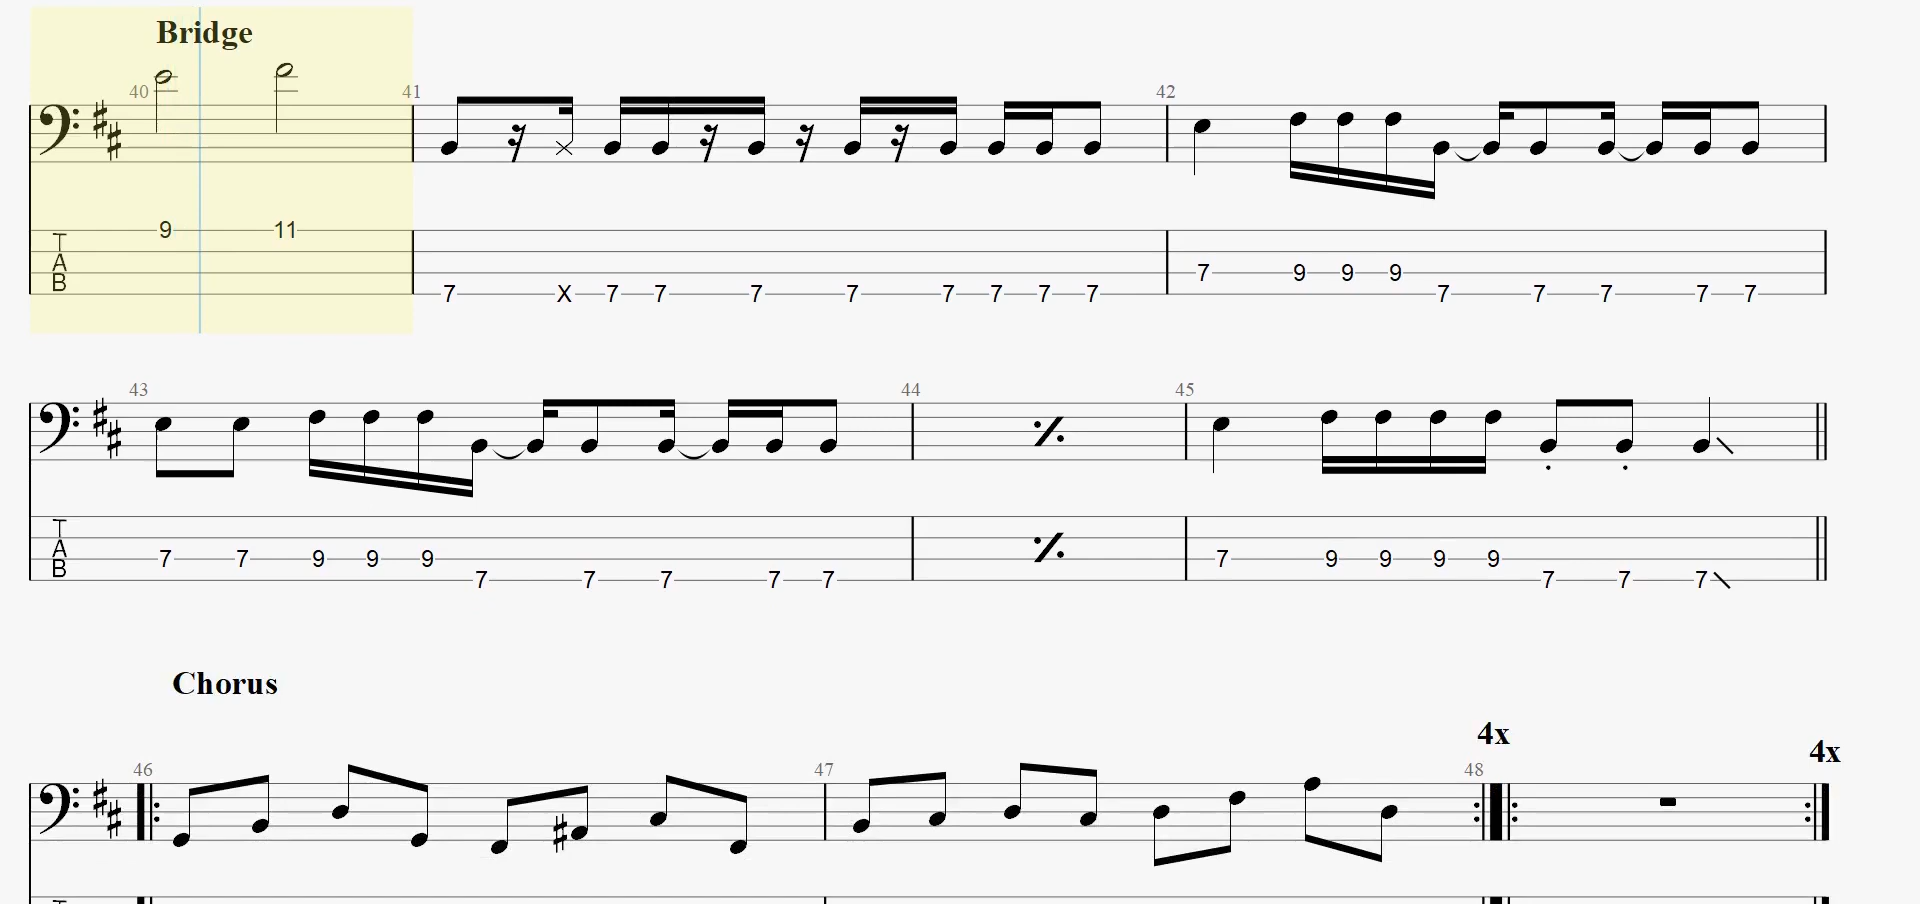 Bridge
40 41 42
T 9 11 7 X 7 7 7 7 7 7 7 7 7 9 9 9 7 7 7 7 7
A
B
43 44 45
T 7 7 9 9 9 7 7 7 7 7 7 9 9 9 9 7 7 7
A
B
Chorus
4x 4x
46 47 48
T